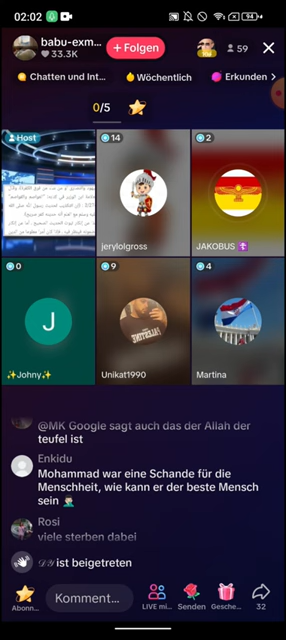 02:02
94
babu-exm...
33.3K
+ Folgen
59
Chatten und Int...
Wöchentlich
Erkunden >
0/5
Host
14
2
jerylolgross
JAKOBUS
0
9
4
J
✨Johny✨
Unikat1990
Martina
@MK Google sagt auch das der Allah der
teufel ist
Enkidu
Mohammad war eine Schande für die
Menschheit, wie kann er der beste Mensch
sein 🤦🏻‍♂️
Rosi
viele sterben dabei
ist beigetreten
Abonn...
Komment...
LIVE mi...
Senden
Gesche...
32